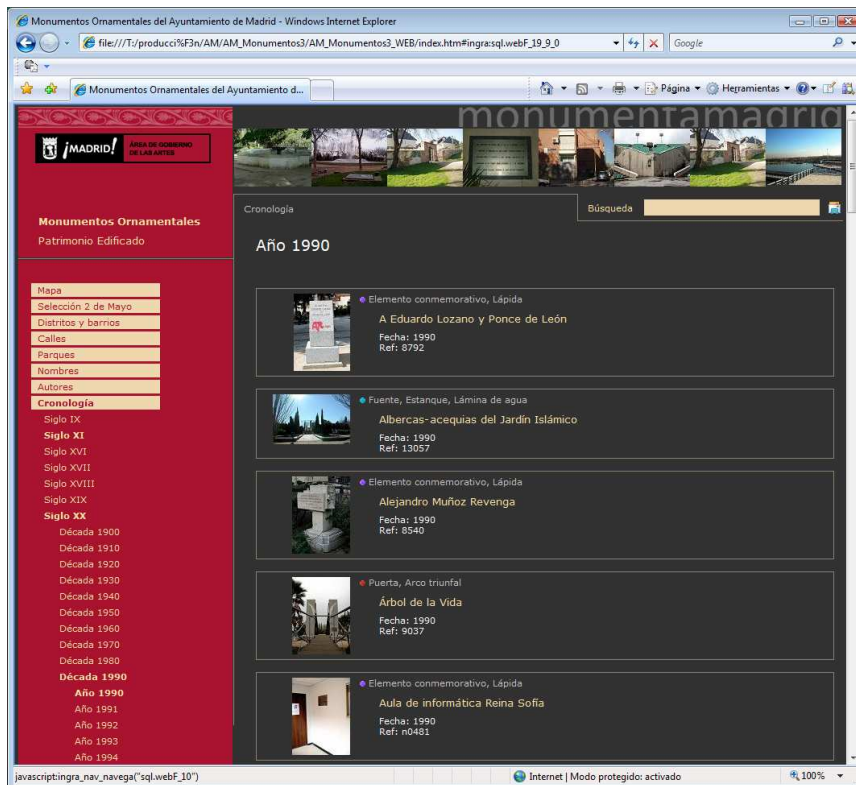 Monumentos Ornamentales del Ayuntamiento de Madrid - Windows Internet Explorer
file:///T:/producci%F3n/AM/AM_Monumentos3/AM_Monumentos3_WEB/index.htm#ingra:sql.webF_19_9_0
Google
Monumentos Ornamentales del Ayuntamiento d...
Página
Herramientas
monumentamadrid
¡MADRID!
ÁREA DE GOBIERNO
DE LAS ARTES
Monumentos Ornamentales
Patrimonio Edificado
Mapa
Selección 2 de Mayo
Distritos y barrios
Calles
Parques
Nombres
Autores
Cronología
Siglo IX
Siglo XI
Siglo XVI
Siglo XVII
Siglo XVIII
Siglo XIX
Siglo XX
Década 1900
Década 1910
Década 1920
Década 1930
Década 1940
Década 1950
Década 1960
Década 1970
Década 1980
Década 1990
Año 1990
Año 1991
Año 1992
Año 1993
Año 1994
Cronología
Búsqueda
Año 1990
Elemento conmemorativo, Lápida
A Eduardo Lozano y Ponce de León
Fecha: 1990
Ref: 8792
Fuente, Estanque, Lámina de agua
Albercas-acequias del Jardín Islámico
Fecha: 1990
Ref: 13057
Elemento conmemorativo, Lápida
Alejandro Muñoz Revenga
Fecha: 1990
Ref: 8540
Puerta, Arco triunfal
Árbol de la Vida
Fecha: 1990
Ref: 9037
Elemento conmemorativo, Lápida
Aula de informática Reina Sofía
Fecha: 1990
Ref: n0481
javascript:ingra_nav_navega("sql.webF_10")
Internet | Modo protegido: activado
100%